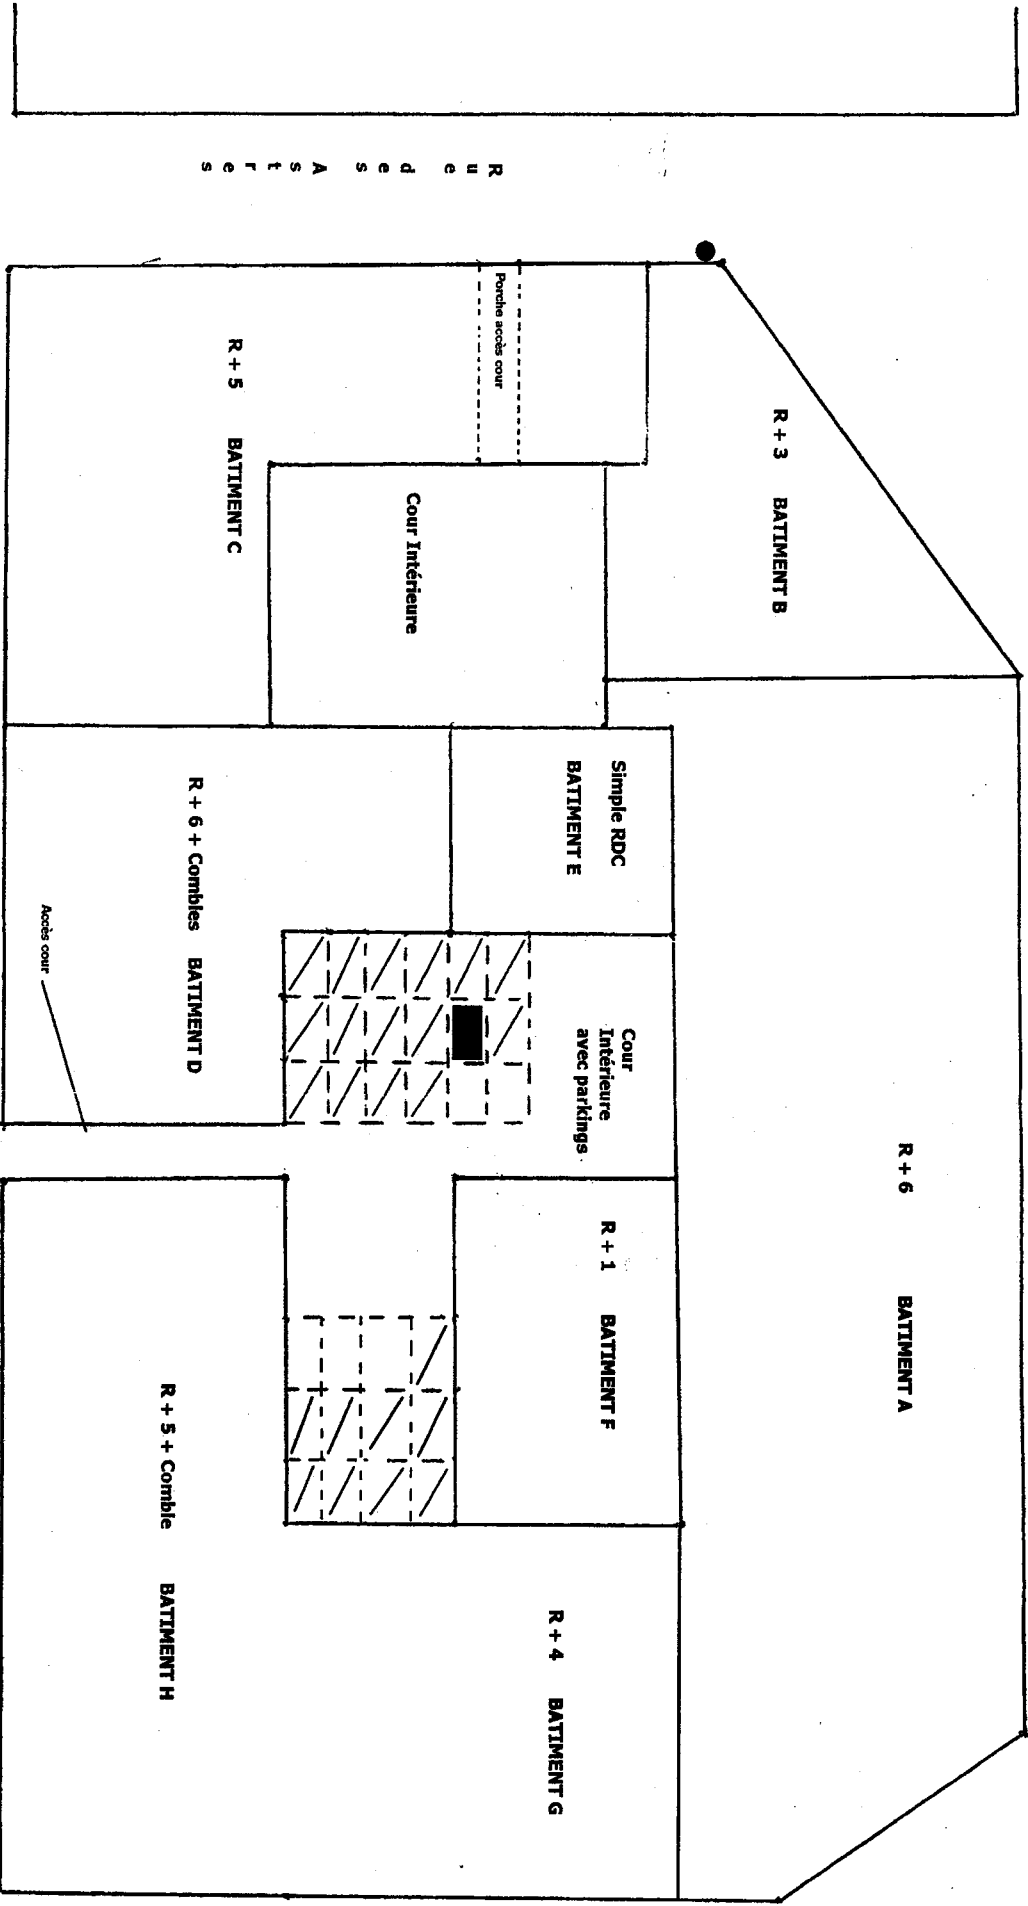 Rue des Astres
Porche accès cour
R + 5 BATIMENT C
R + 3 BATIMENT B
Cour Intérieure
Simple RDC
BATIMENT E
R + 6 + Combles BATIMENT D
Accès cour
Cour
Intérieure
avec parkings
R + 6 BATIMENT A
R + 1 BATIMENT F
R + 5 + Comble BATIMENT H
R + 4 BATIMENT G